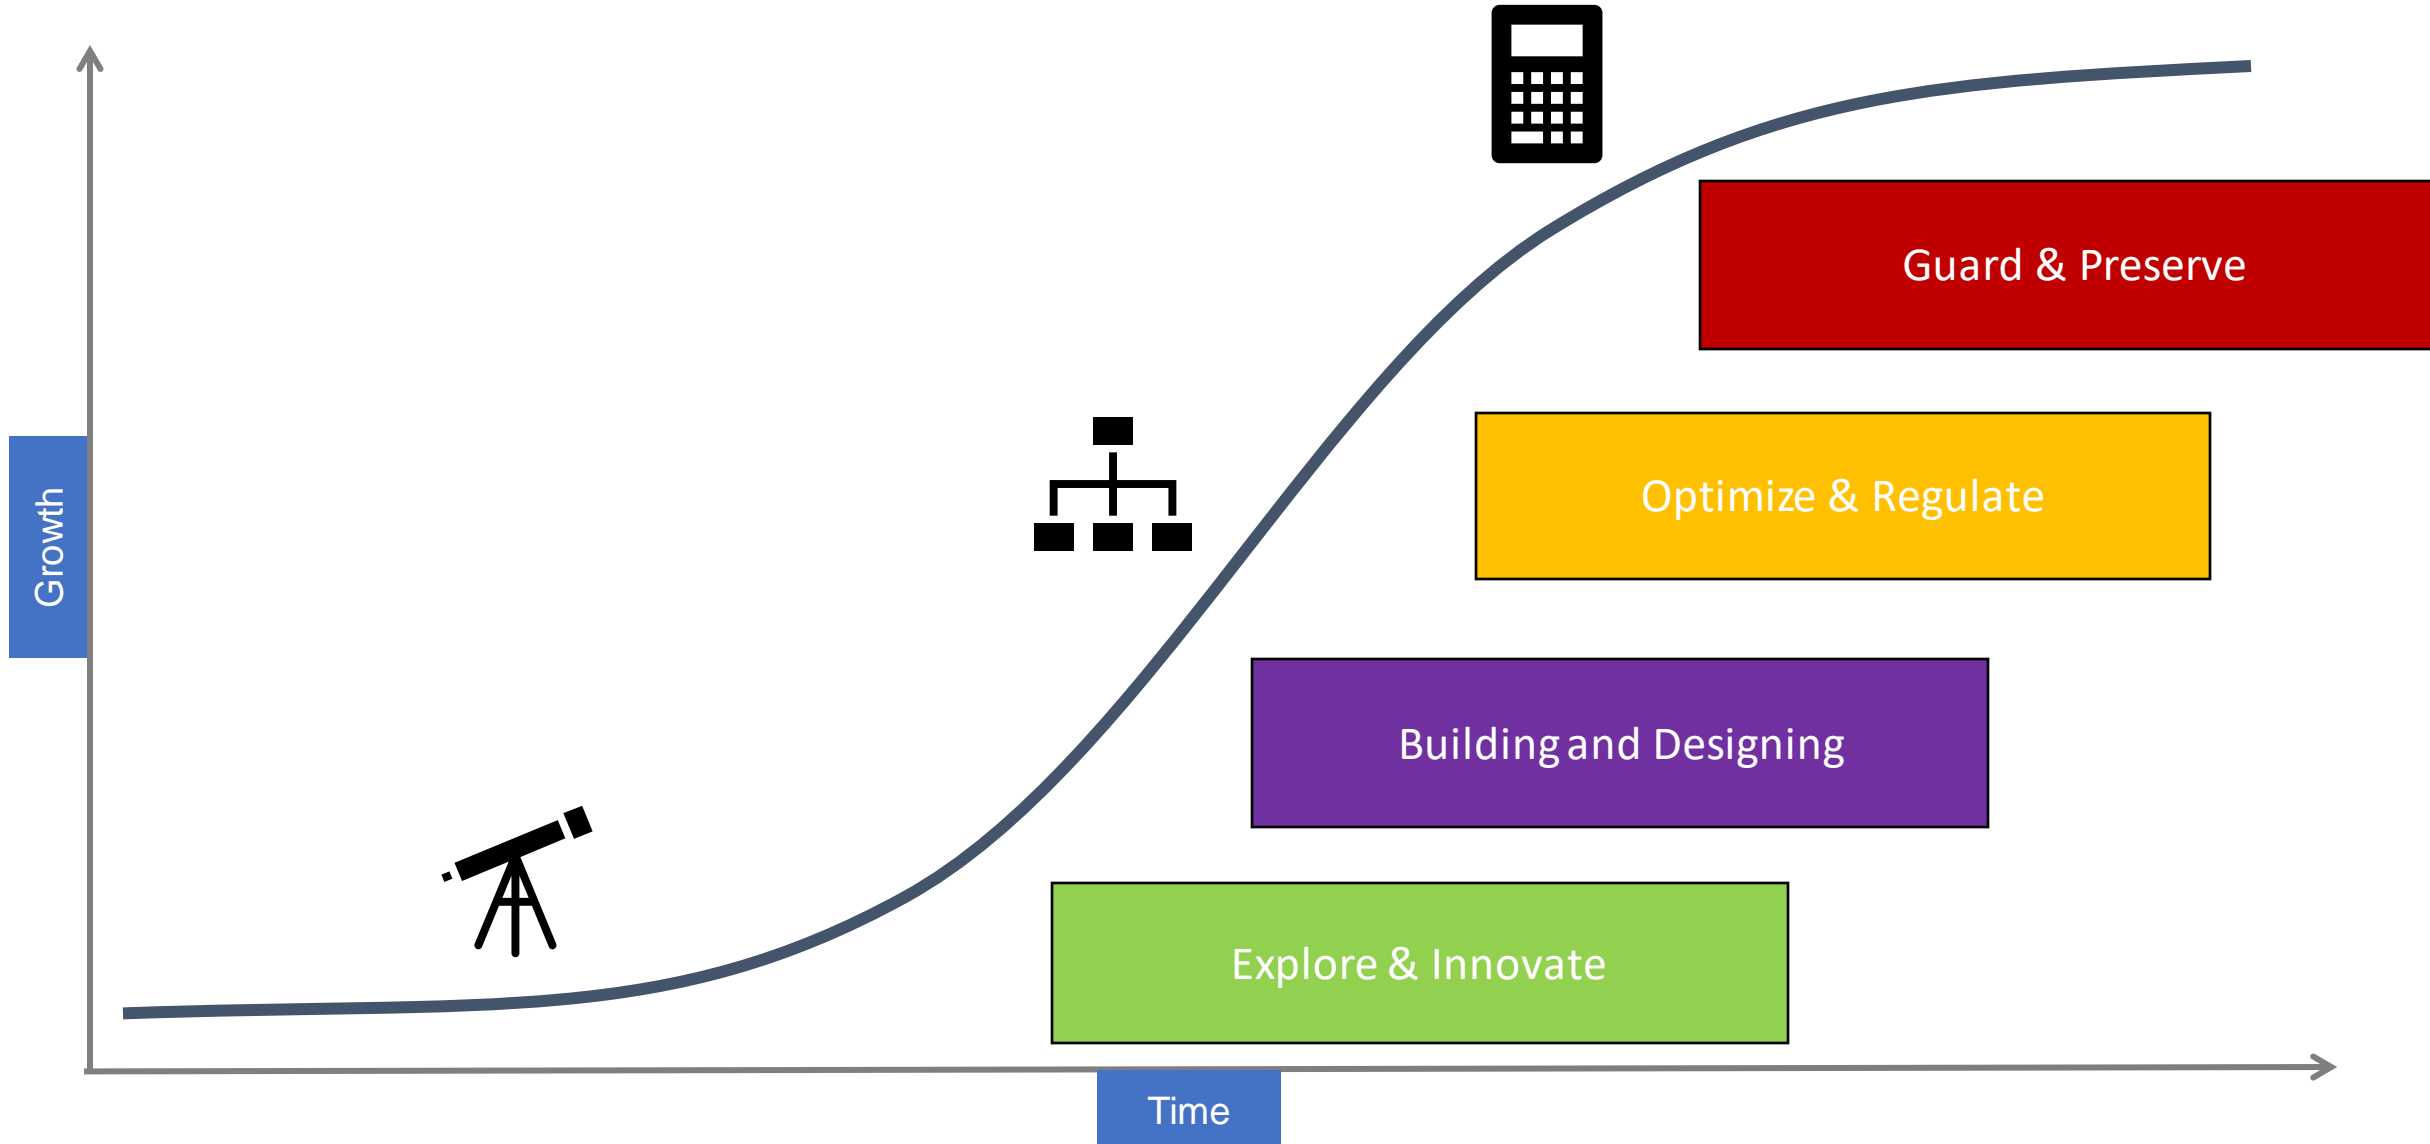 Guard & Preserve
Optimize & Regulate
Growth
Building and Designing
Explore & Innovate
Time